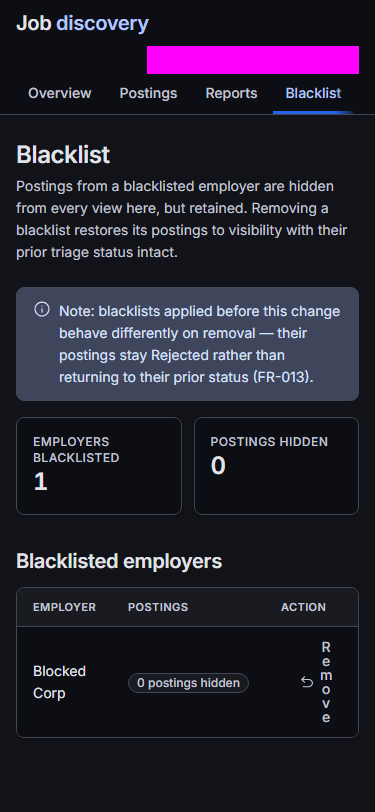 Job discovery
Overview Postings Reports Blacklist
Blacklist
Postings from a blacklisted employer are hidden
from every view here, but retained. Removing a
blacklist restores its postings to visibility with their
prior triage status intact.
Note: blacklists applied before this change
behave differently on removal — their
postings stay Rejected rather than
returning to their prior status (FR-013).
EMPLOYERS
BLACKLISTED
1
POSTINGS HIDDEN
0
Blacklisted employers
EMPLOYER POSTINGS ACTION
Blocked
Corp
0 postings hidden
Remove